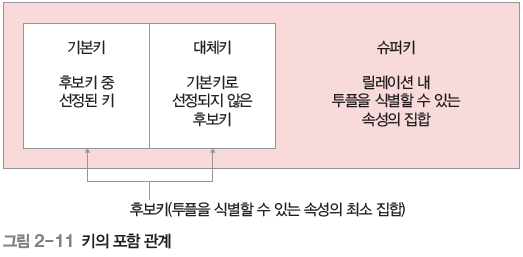 기본키
후보키 중
선정된 키
대체키
기본키로
선정되지 않은
후보키
슈퍼키
릴레이션 내
투플을 식별할 수 있는
속성의 집합
후보키(투플을 식별할 수 있는 속성의 최소 집합)
그림 2-11 키의 포함 관계